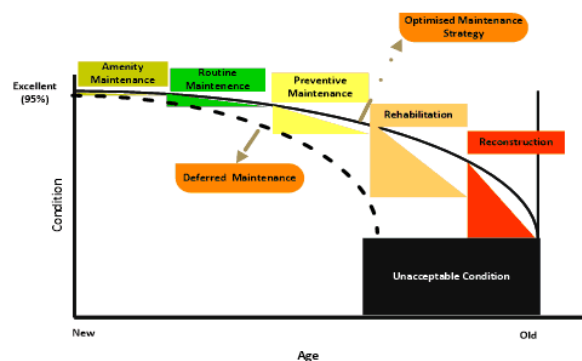 Optimised Maintenance
Strategy
Amenity
Maintenance
Routine
Maintenence
Preventive
Maintenance
Excellent
(95%)
Rehabilitation
Reconstruction
Deferred Maintenance
Condition
Unacceptable Condition
New
Old
Age